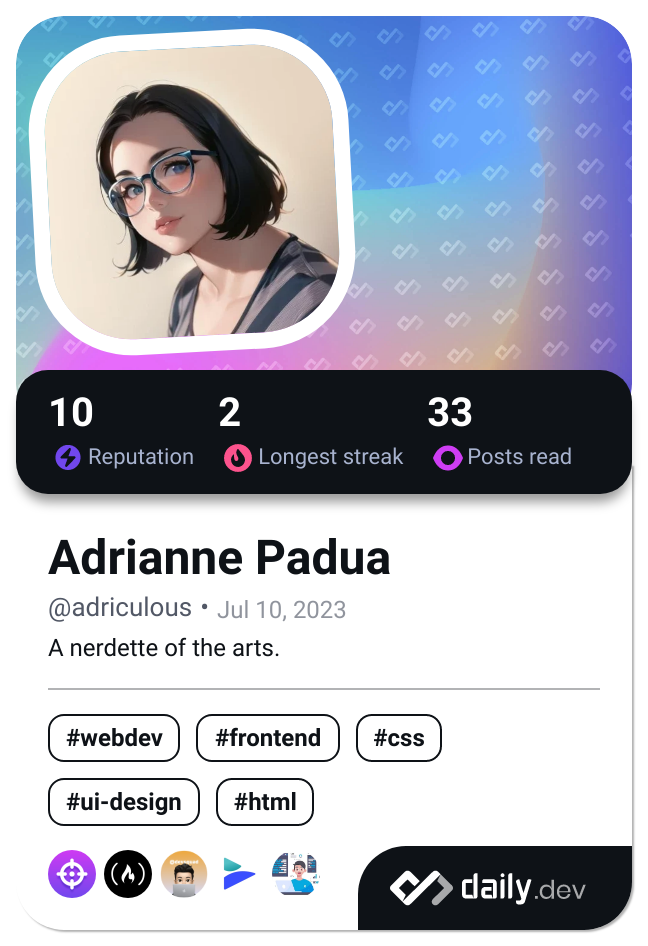 10 2 33
Reputation Longest streak Posts read
Adrianne Padua
@adriculous • Jul 10, 2023
A nerdette of the arts.
#webdev #frontend #css
#ui-design #html
daily.dev